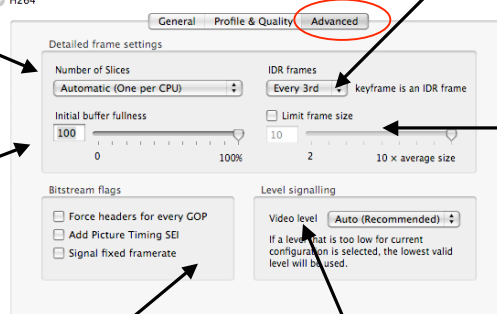 H264
General Profile & Quality Advanced
Detailed frame settings
Number of Slices IDR frames
Automatic (One per CPU) Every 3rd keyframe is an IDR frame
Initial buffer fullness Limit frame size
100 10
0 100% 2 10 × average size
Bitstream flags Level signalling
Force headers for every GOP Video level Auto (Recommended)
Add Picture Timing SEI
Signal fixed framerate
If a level that is too low for current
configuration is selected, the lowest valid
level will be used.